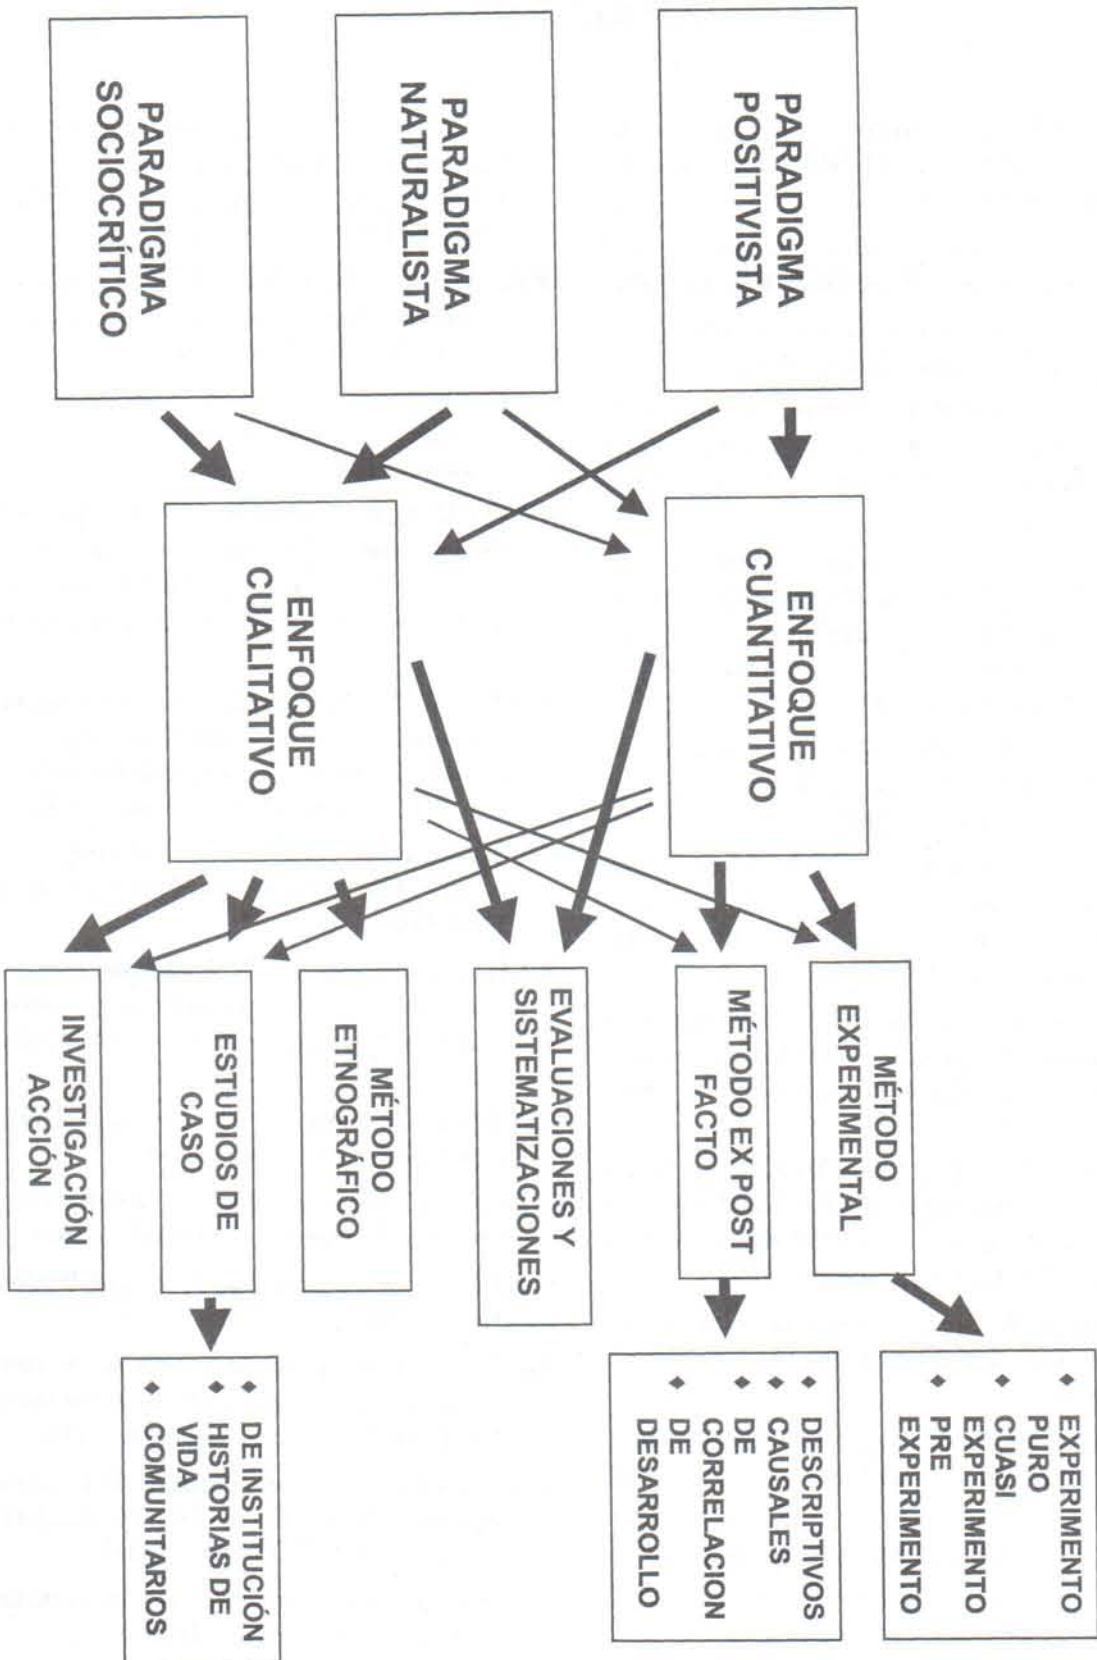 PARADIGMA
POSITIVISTA
PARADIGMA
NATURALISTA
PARADIGMA
SOCIOCRÍTICO
ENFOQUE
CUANTITATIVO
ENFOQUE
CUALITATIVO
MÉTODO
EXPERIMENTAL
MÉTODO EX POST
FACTO
EVALUACIONES Y
SISTEMATIZACIONES
MÉTODO
ETNOGRÁFICO
ESTUDIOS DE
CASO
INVESTIGACIÓN
ACCIÓN
♦ EXPERIMENTO
PURO
♦ CUASI
EXPERIMENTO
♦ PRE
EXPERIMENTO
♦ DESCRIPTIVOS
♦ CAUSALES
♦ DE
CORRELACION
♦ DE
DESARROLLO
♦ DE INSTITUCIÓN
♦ HISTORIAS DE
VIDA
♦ COMUNITARIOS